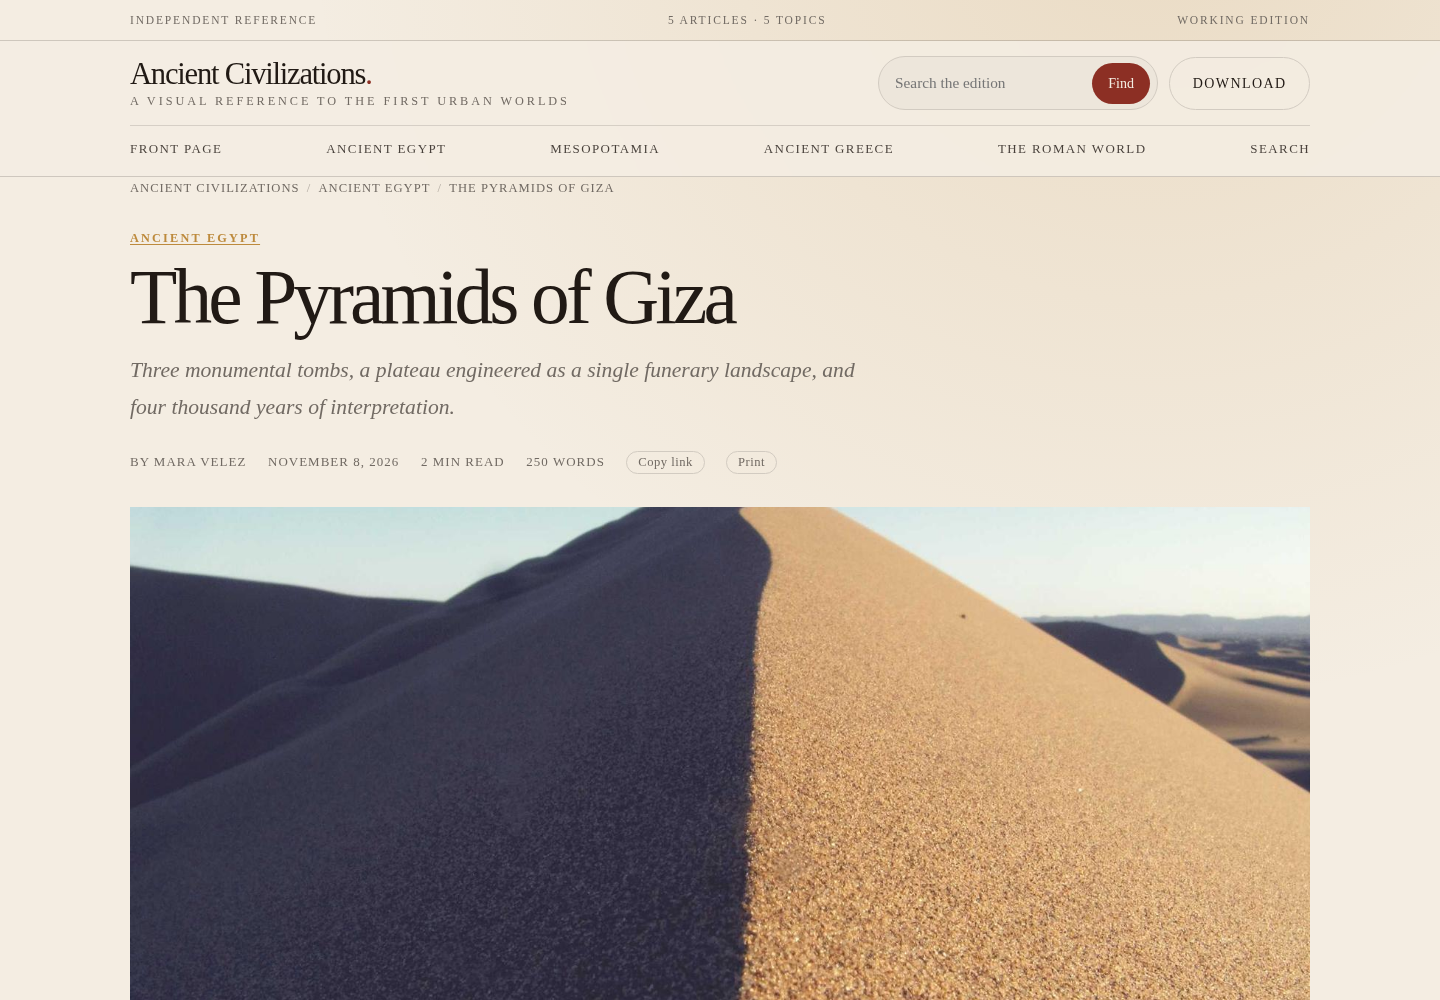 INDEPENDENT REFERENCE
5 ARTICLES · 5 TOPICS
WORKING EDITION
Ancient Civilizations.
A VISUAL REFERENCE TO THE FIRST URBAN WORLDS
Search the edition
Find
DOWNLOAD
FRONT PAGE
ANCIENT EGYPT
MESOPOTAMIA
ANCIENT GREECE
THE ROMAN WORLD
SEARCH
ANCIENT CIVILIZATIONS / ANCIENT EGYPT / THE PYRAMIDS OF GIZA
ANCIENT EGYPT
The Pyramids of Giza
Three monumental tombs, a plateau engineered as a single funerary landscape, and
four thousand years of interpretation.
BY MARA VELEZ
NOVEMBER 8, 2026
2 MIN READ
250 WORDS
Copy link
Print